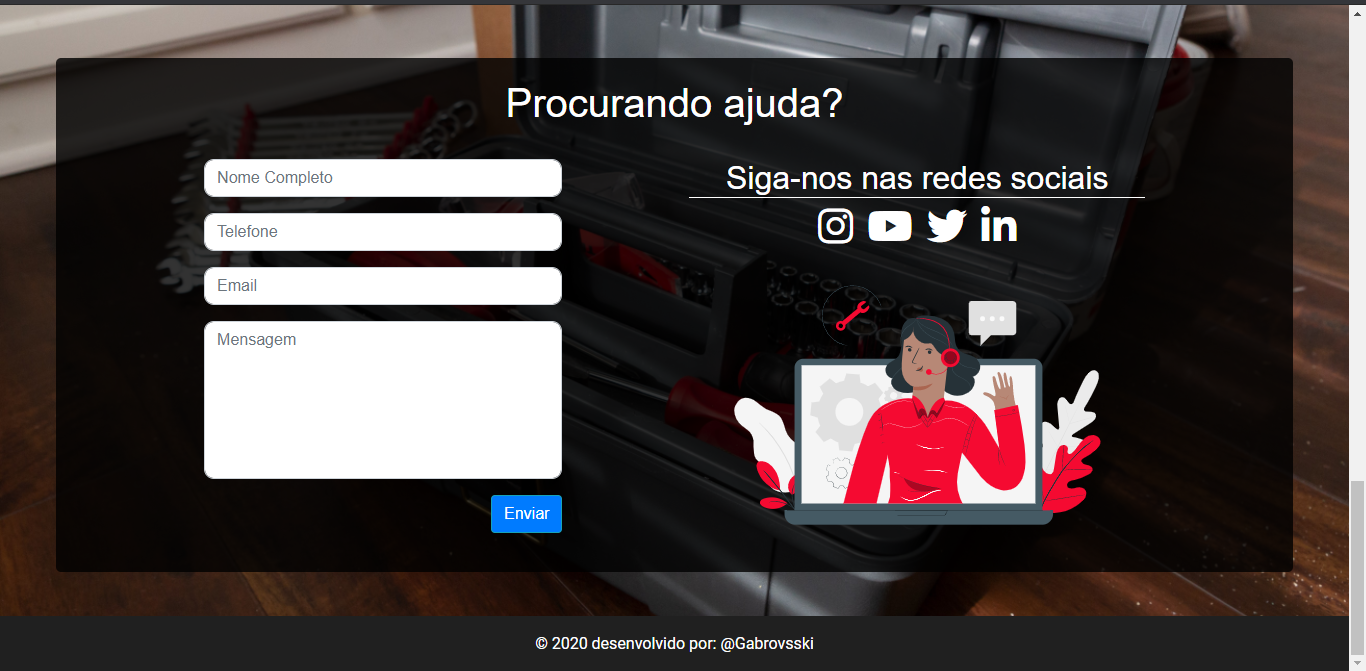 Procurando ajuda?
Nome Completo
Telefone
Email
Mensagem
Enviar
Siga-nos nas redes sociais
© 2020 desenvolvido por: @Gabrovsski